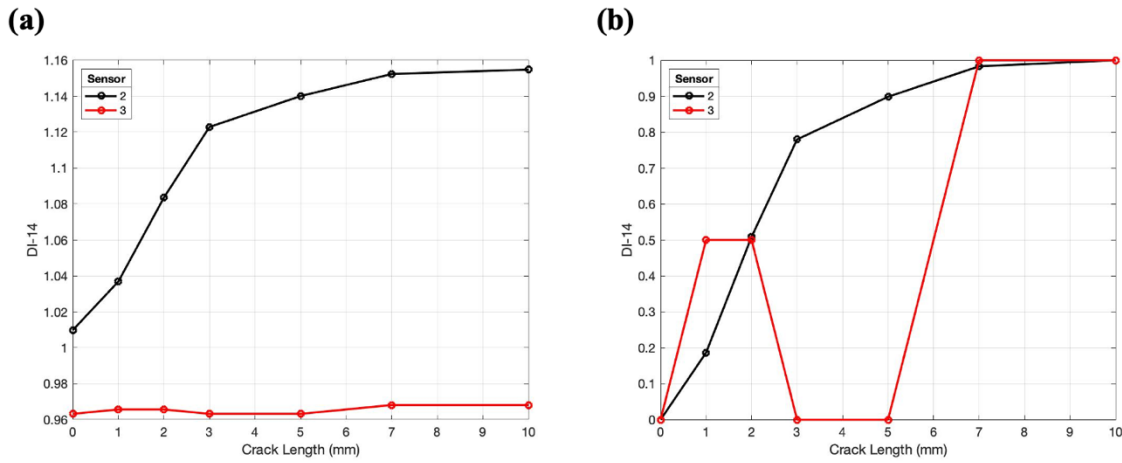 (a)
(b)
1.16
1.14
1.12
1.1
1.08
1.06
1.04
1.02
1
0.98
0.96
DI-14
Sensor
2
3
0 1 2 3 4 5 6 7 8 9 10
Crack Length (mm)
1
0.9
0.8
0.7
0.6
0.5
0.4
0.3
0.2
0.1
0
DI-14
Sensor
2
3
0 1 2 3 4 5 6 7 8 9 10
Crack Length (mm)